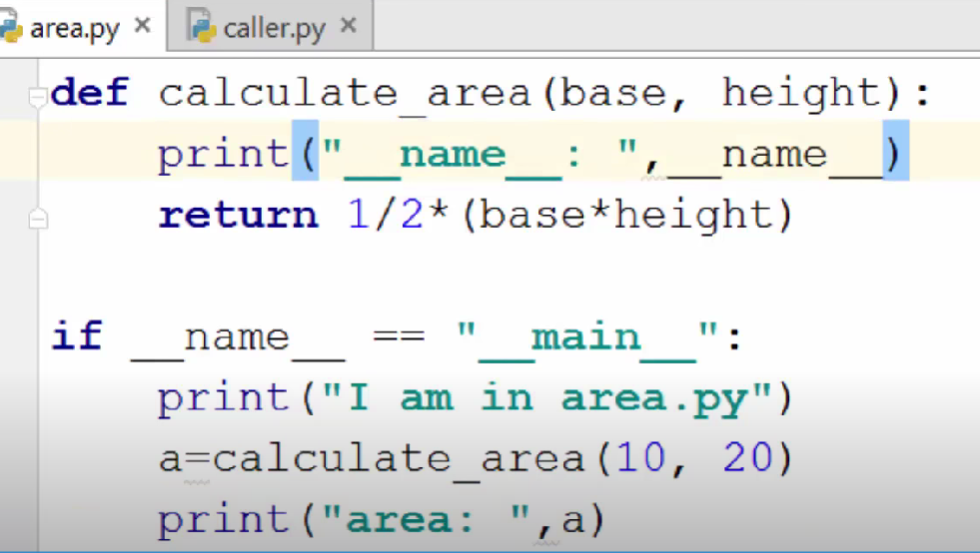 area.py × caller.py ×
def calculate_area(base, height):
    print("__name__: ",__name__)
    return 1/2*(base*height)
if __name__ == "__main__":
    print("I am in area.py")
    a=calculate_area(10, 20)
    print("area: ",a)